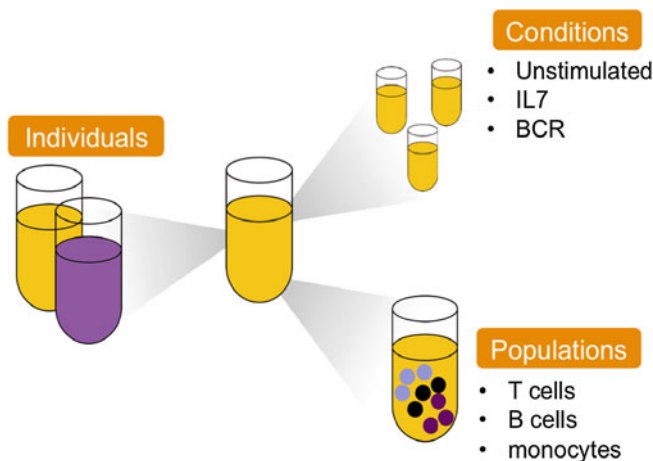 Conditions
• Unstimulated
• IL7
• BCR
Individuals
Populations
• T cells
• B cells
• monocytes